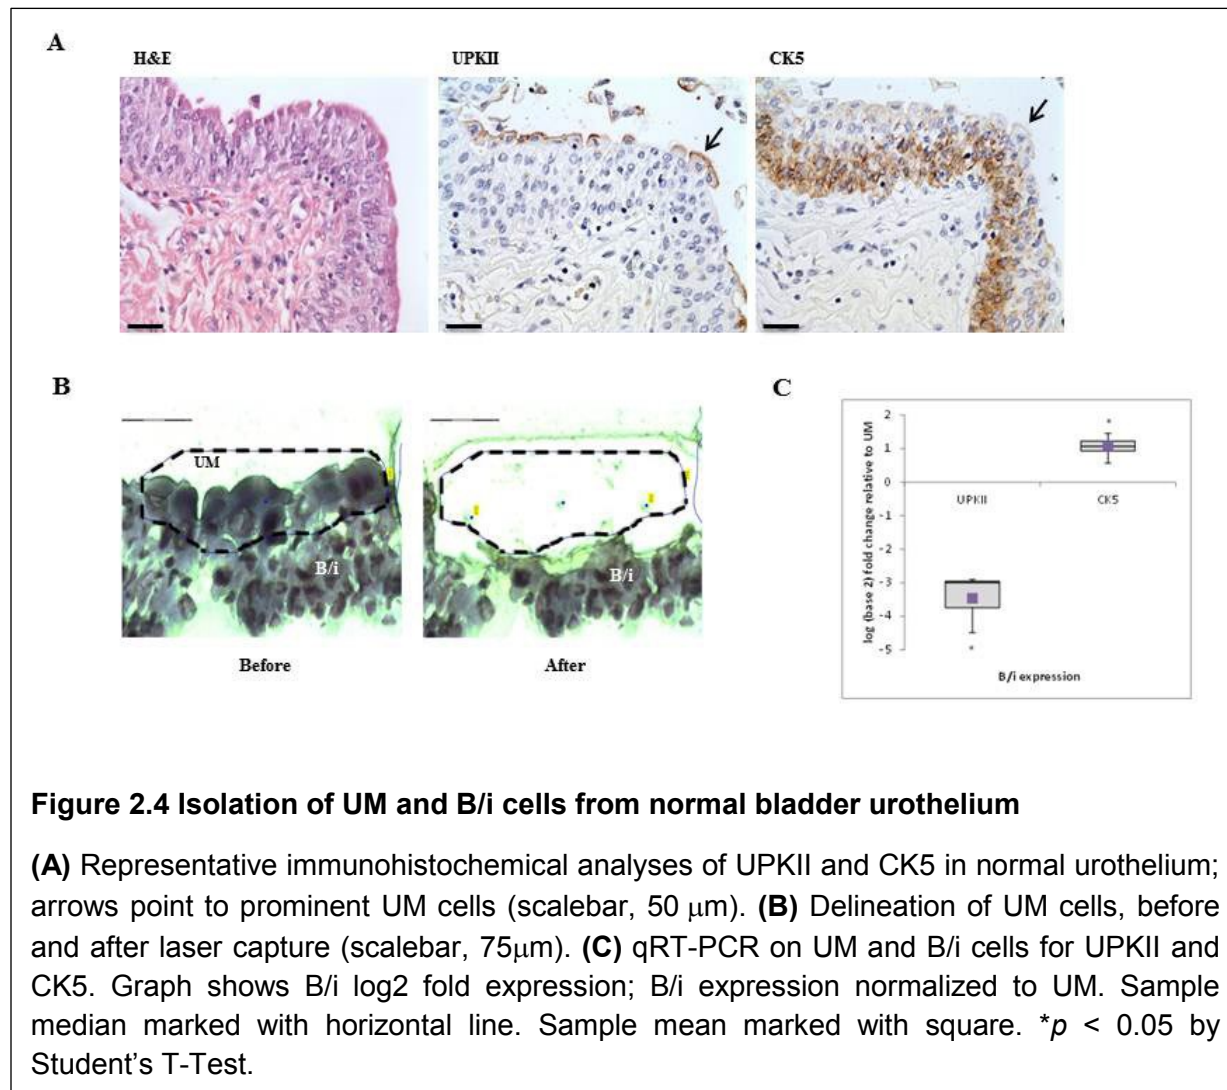 A
H&E
UPKII
CK5
B
UM
B/i
B/i
Before
After
C
log (base 2) fold change relative to UM
2
1
0
-1
-2
-3
-4
-5
UPKII
CK5
*
*
B/i expression
Figure 2.4 Isolation of UM and B/i cells from normal bladder urothelium
(A) Representative immunohistochemical analyses of UPKII and CK5 in normal urothelium;
arrows point to prominent UM cells (scalebar, 50 μm). (B) Delineation of UM cells, before
and after laser capture (scalebar, 75μm). (C) qRT-PCR on UM and B/i cells for UPKII and
CK5. Graph shows B/i log2 fold expression; B/i expression normalized to UM. Sample
median marked with horizontal line. Sample mean marked with square. *p < 0.05 by
Student’s T-Test.